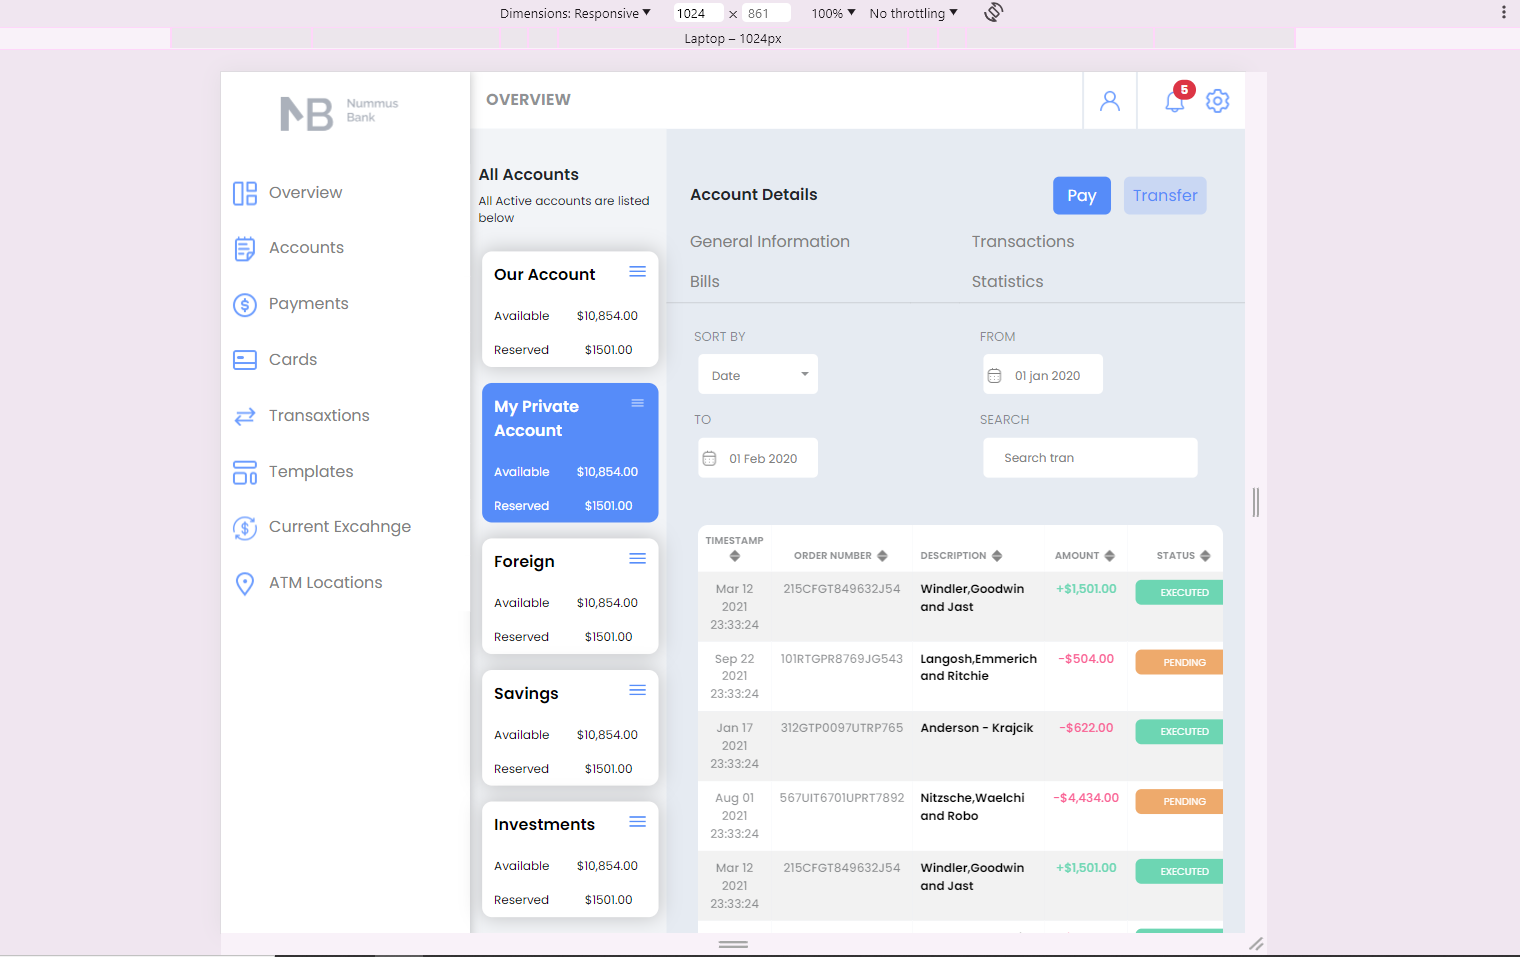 Dimensions: Responsive 1024 × 861 100% No throttling
Laptop – 1024px
Nummus
Bank
NB
OVERVIEW
5
Overview
Accounts
Payments
Cards
Transaxtions
Templates
Current Excahnge
ATM Locations
All Accounts
All Active accounts are listed
below
Our Account
Available $10,854.00
Reserved $1501.00
My Private
Account
Available $10,854.00
Reserved $1501.00
Foreign
Available $10,854.00
Reserved $1501.00
Savings
Available $10,854.00
Reserved $1501.00
Investments
Available $10,854.00
Reserved $1501.00
Account Details
Pay
Transfer
General Information Transactions
Bills Statistics
SORT BY FROM
Date 01 jan 2020
TO SEARCH
01 Feb 2020 Search tran
TIMESTAMP ORDER NUMBER DESCRIPTION AMOUNT STATUS
Mar 12 215CFGT849632J54 Windler,Goodwin +$1,501.00 EXECUTED
2021 and Jast
23:33:24
Sep 22 101RTGPR8769JG543 Langosh,Emmerich -$504.00 PENDING
2021 and Ritchie
23:33:24
Jan 17 312GTP0097UTRP765 Anderson - Krajcik -$622.00 EXECUTED
2021
23:33:24
Aug 01 567UIT6701UPRT7892 Nitzsche,Waelchi -$4,434.00 PENDING
2021 and Robo
23:33:24
Mar 12 215CFGT849632J54 Windler,Goodwin +$1,501.00 EXECUTED
2021 and Jast
23:33:24